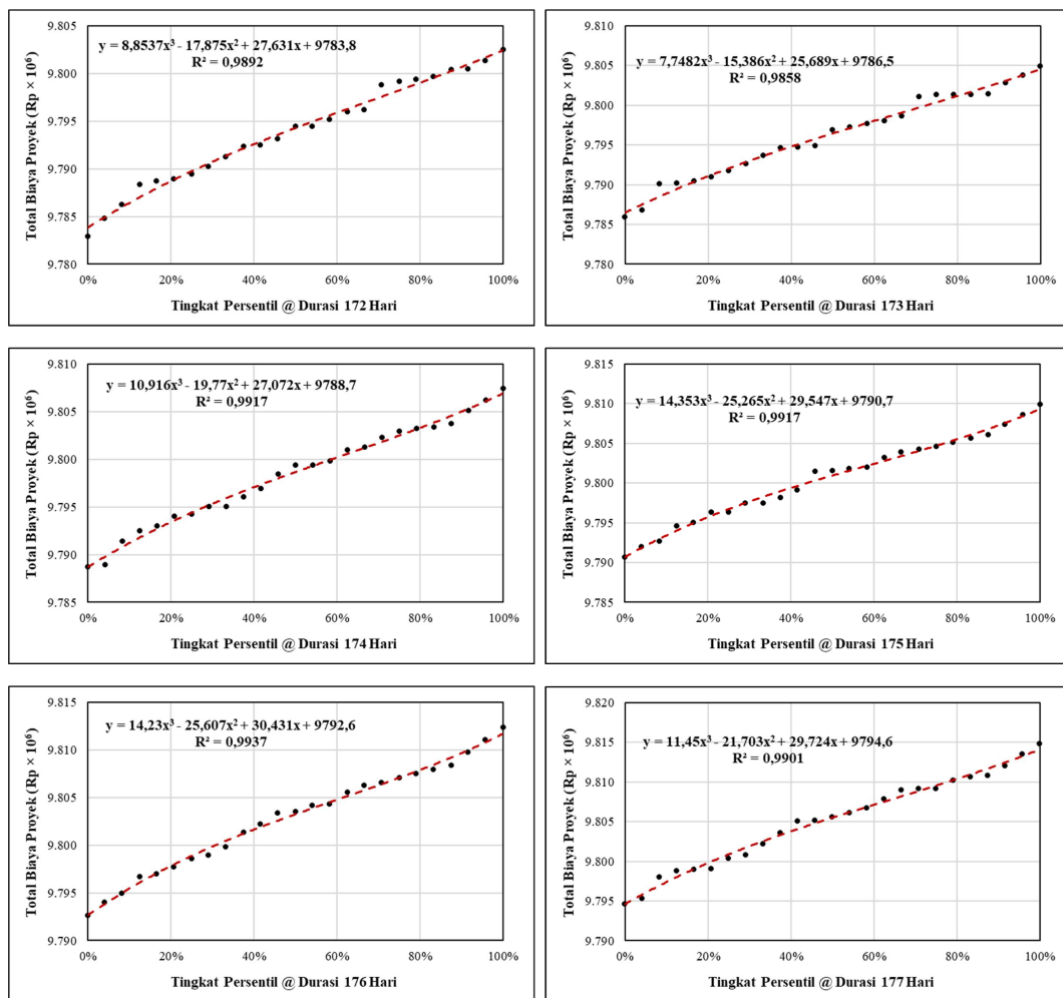 y = 8,8537x³ - 17,875x² + 27,631x + 9783,8
R² = 0,9892
Total Biaya Proyek (Rp × 10⁶)
9.805
9.800
9.795
9.790
9.785
9.780
0% 20% 40% 60% 80% 100%
Tingkat Persentil @ Durasi 172 Hari
y = 7,7482x³ - 15,386x² + 25,689x + 9786,5
R² = 0,9858
Total Biaya Proyek (Rp × 10⁶)
9.810
9.805
9.800
9.795
9.790
9.785
9.780
0% 20% 40% 60% 80% 100%
Tingkat Persentil @ Durasi 173 Hari
y = 10,916x³ - 19,77x² + 27,072x + 9788,7
R² = 0,9917
Total Biaya Proyek (Rp × 10⁶)
9.810
9.805
9.800
9.795
9.790
9.785
0% 20% 40% 60% 80% 100%
Tingkat Persentil @ Durasi 174 Hari
y = 14,353x³ - 25,265x² + 29,547x + 9790,7
R² = 0,9917
Total Biaya Proyek (Rp × 10⁶)
9.815
9.810
9.805
9.800
9.795
9.790
9.785
0% 20% 40% 60% 80% 100%
Tingkat Persentil @ Durasi 175 Hari
y = 14,23x³ - 25,607x² + 30,431x + 9792,6
R² = 0,9937
Total Biaya Proyek (Rp × 10⁶)
9.815
9.810
9.805
9.800
9.795
9.790
0% 20% 40% 60% 80% 100%
Tingkat Persentil @ Durasi 176 Hari
y = 11,45x³ - 21,703x² + 29,724x + 9794,6
R² = 0,9901
Total Biaya Proyek (Rp × 10⁶)
9.820
9.815
9.810
9.805
9.800
9.795
9.790
0% 20% 40% 60% 80% 100%
Tingkat Persentil @ Durasi 177 Hari